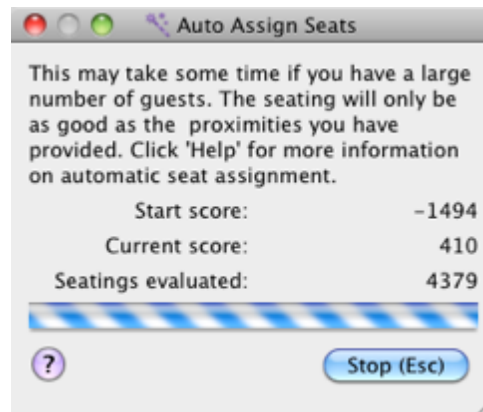 Auto Assign Seats
This may take some time if you have a large
number of guests. The seating will only be
as good as the  proximities you have
provided. Click 'Help' for more information
on automatic seat assignment.
Start score: -1494
Current score: 410
Seatings evaluated: 4379
? Stop (Esc)